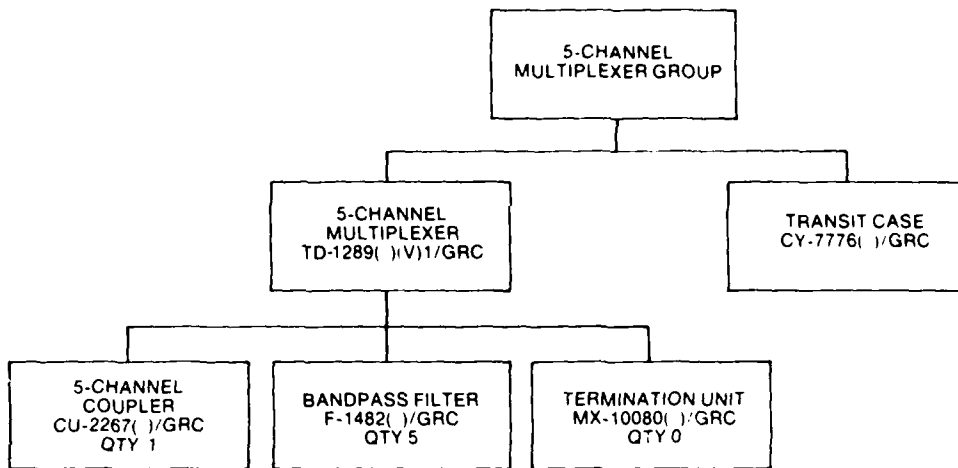 5-CHANNEL
MULTIPLEXER GROUP
5-CHANNEL
MULTIPLEXER
TD-1289( )(V)1/GRC
TRANSIT CASE
CY-7776( )/GRC
5-CHANNEL
COUPLER
CU-2267( )/GRC
QTY 1
BANDPASS FILTER
F-1482( )/GRC
QTY 5
TERMINATION UNIT
MX-10080( )/GRC
QTY 0